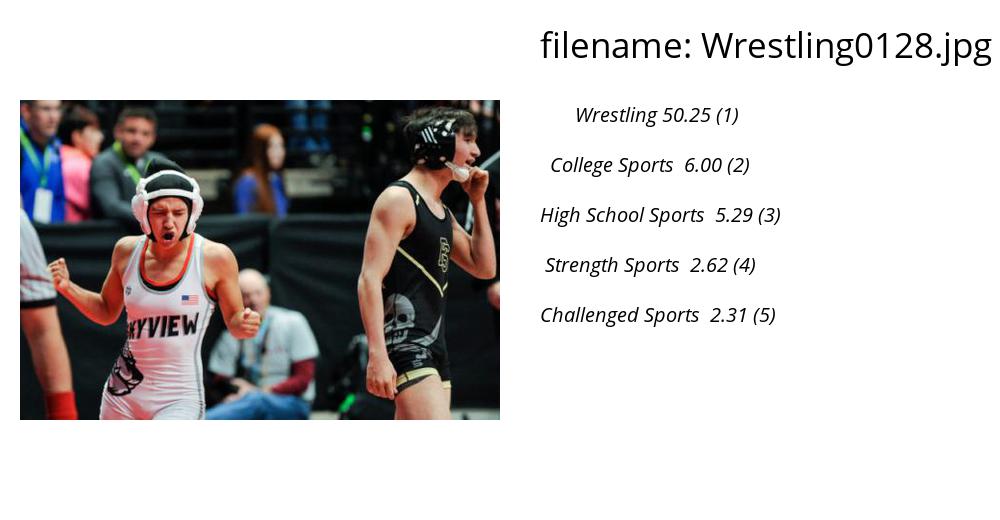 filename: Wrestling0128.jpg
Wrestling 50.25 (1)
College Sports 6.00 (2)
High School Sports 5.29 (3)
Strength Sports 2.62 (4)
Challenged Sports 2.31 (5)
KYVIEW